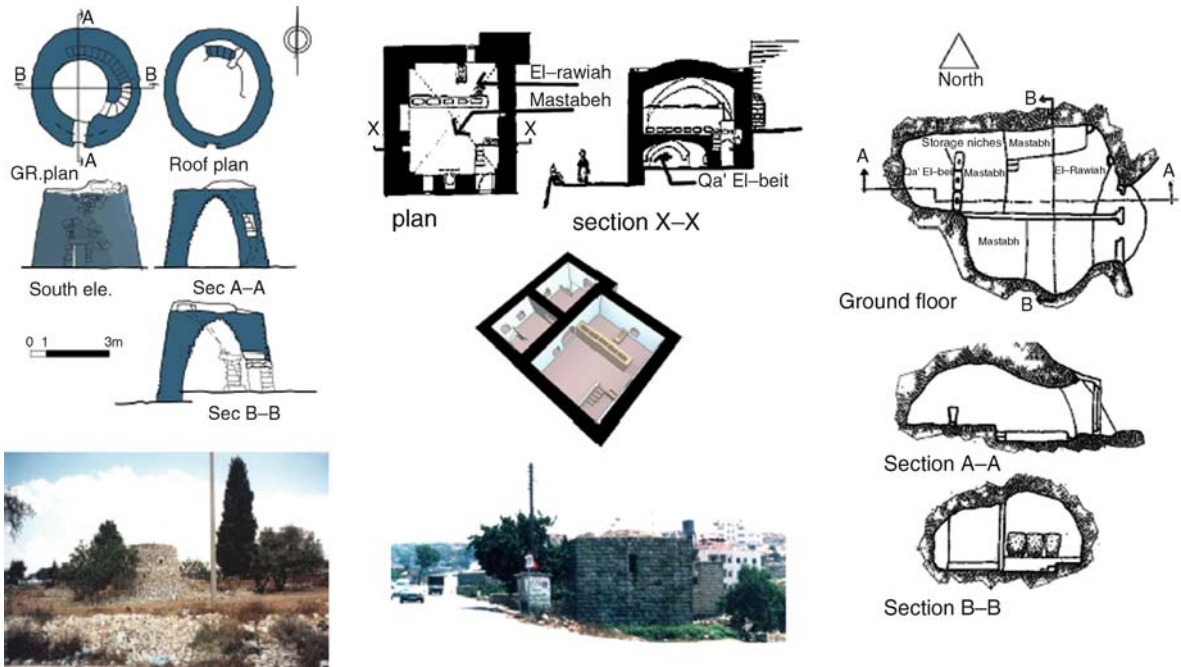 A
B
B
A
GR.plan
Roof plan
South ele.
Sec A–A
0 1 3m
Sec B–B
El–rawiah
Mastabeh
X
X
Qa' El–beit
plan
section X–X
North
B
Storage niches
Mastabh
A
Qa' El-beit
Mastabh
El–Rawiah
A
Mastabh
B
Ground floor
Section A–A
Section B–B